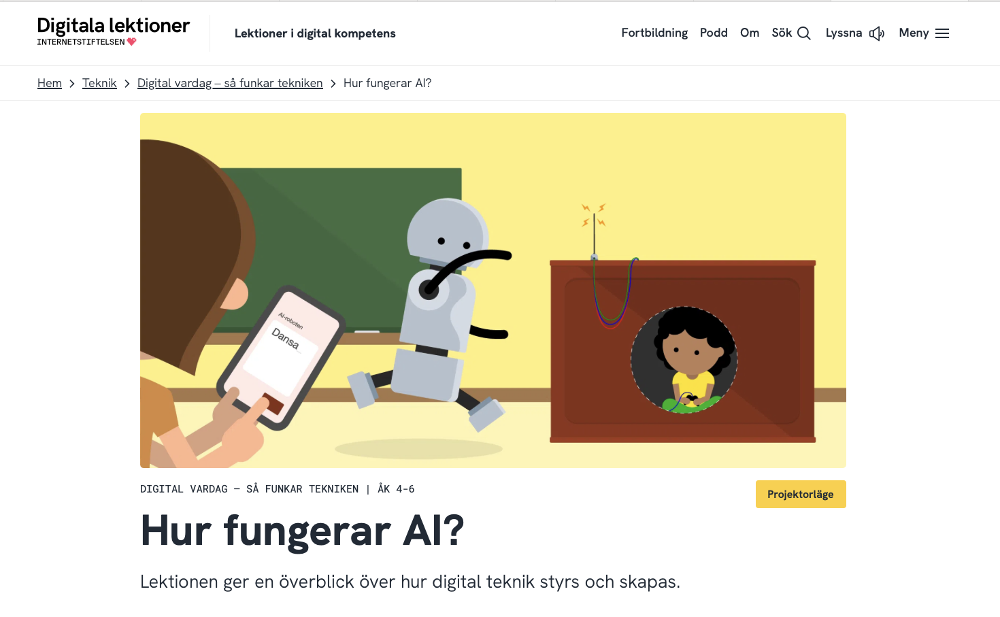 Digitala lektioner
INTERNETSTIFTELSEN
Lektioner i digital kompetens
Fortbildning Podd Om Sök Lyssna Meny
Hem > Teknik > Digital vardag – så funkar tekniken > Hur fungerar AI?
AI-roboten
Dansa_
DIGITAL VARDAG – SÅ FUNKAR TEKNIKEN | ÅK 4-6
Projektorläge
Hur fungerar AI?
Lektionen ger en överblick över hur digital teknik styrs och skapas.